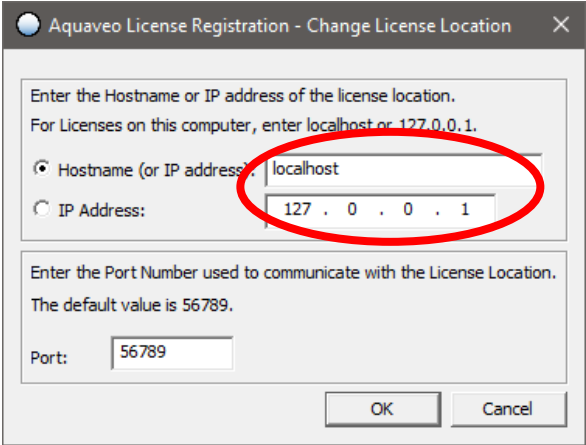 Aquaveo License Registration - Change License Location
Enter the Hostname or IP address of the license location.
For Licenses on this computer, enter localhost or 127.0.0.1.
Hostname (or IP address): localhost
IP Address: 127 . 0 . 0 . 1
Enter the Port Number used to communicate with the License Location.
The default value is 56789.
Port: 56789
OK Cancel